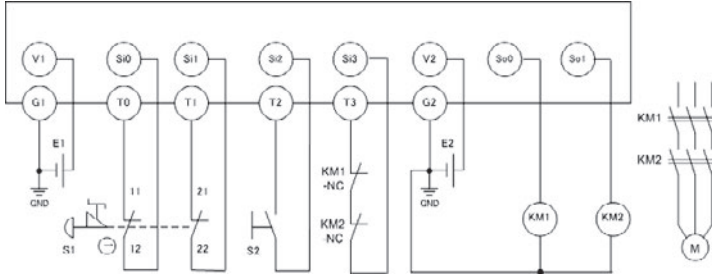 V1 Si0 Si1 Si2 Si3 V2 So0 So1
G1 T0 T1 T2 T3 G2
KM1
E1
E2
KM2
KM1
-NC
GND
11
21
GND
KM2
-NC
KM1
KM2
S1
12
22
S2
M